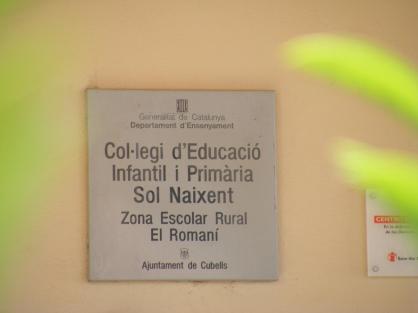 Generalitat de Catalunya
Departament d'Ensenyament
Col·legi d'Educació
Infantil i Primària
Sol Naixent
Zona Escolar Rural
El Romaní
Ajuntament de Cubells